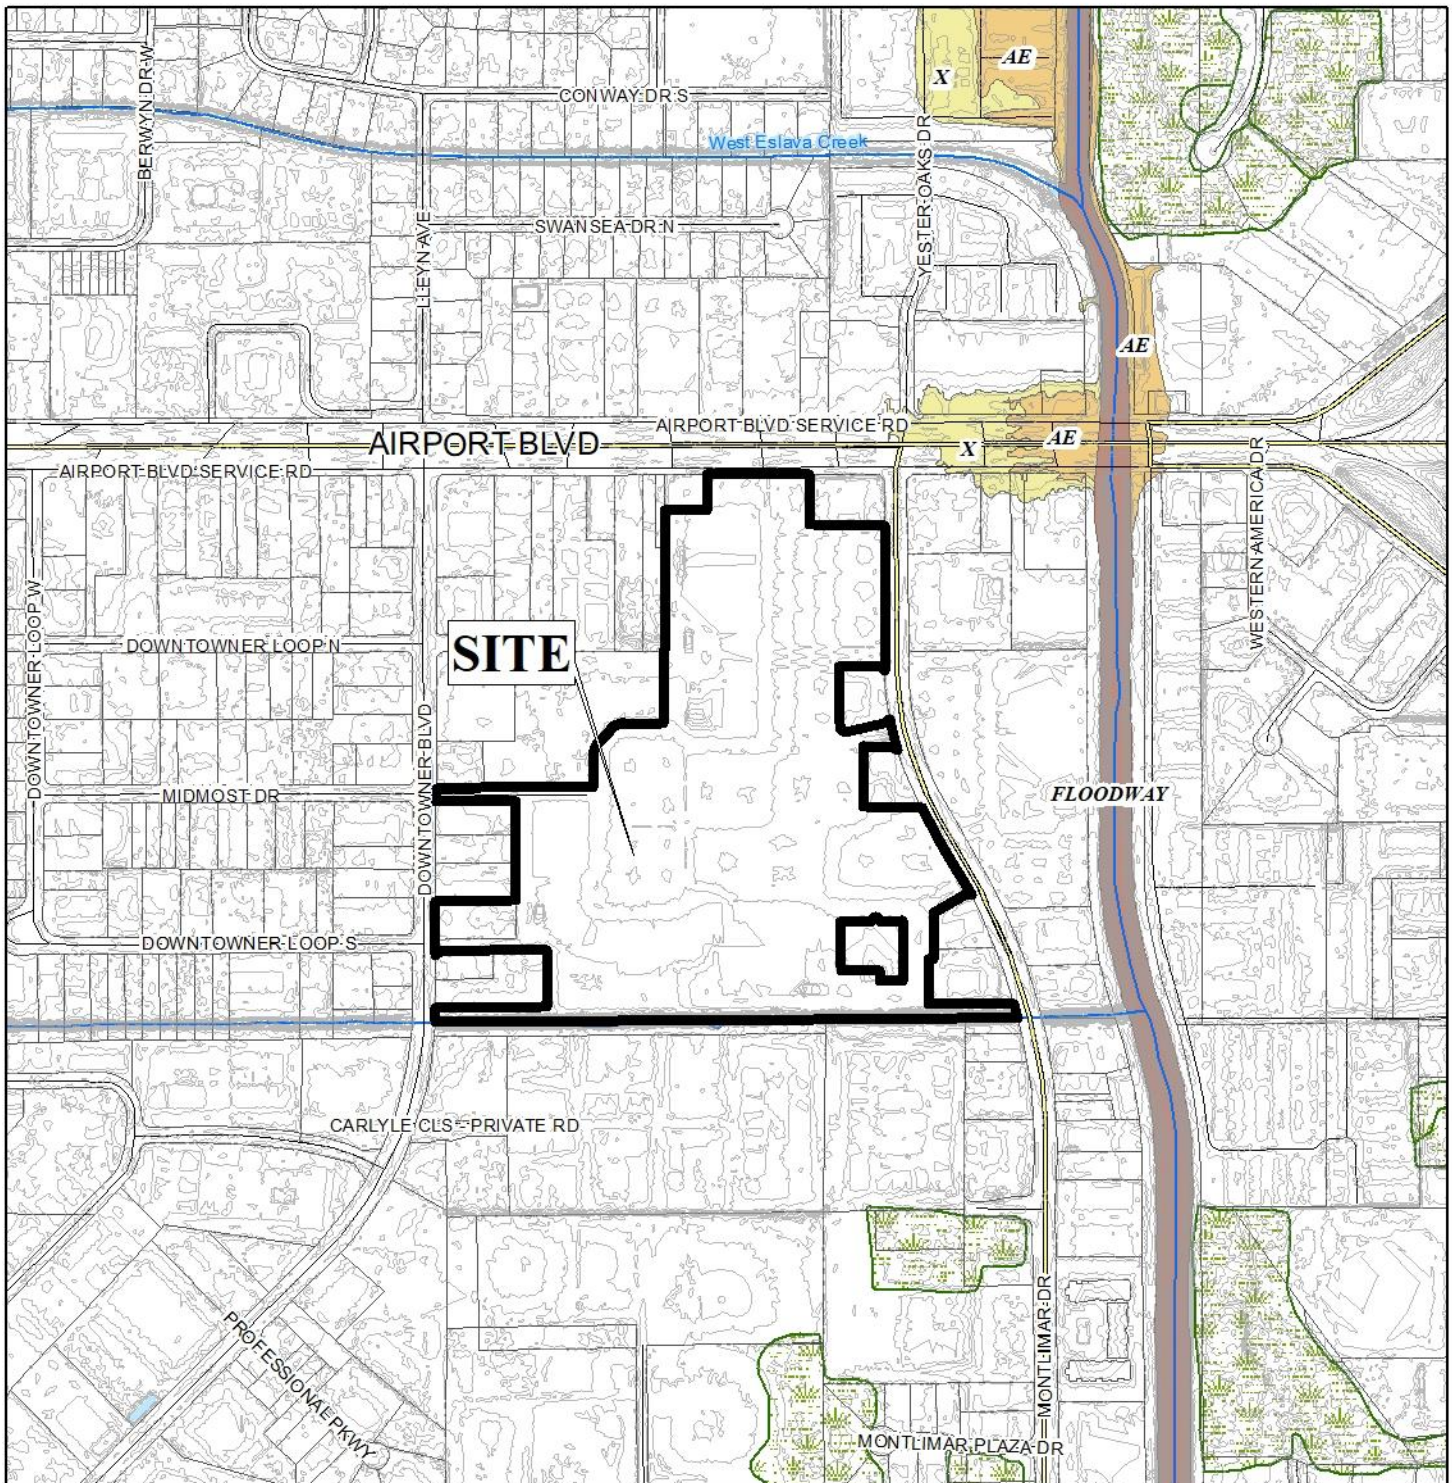 BERWYN DR W
X
AE
CONWAY DR S
West Eslava Creek
YESTER OAKS DR
LLEYN AVE
SWANSEA DR N
AE
AIRPORT BLVD SERVICE RD
AIRPORT BLVD
X
AE
AIRPORT BLVD SERVICE RD
WESTERN AMERICA DR
DOWNTOWNER LOOP W
DOWNTOWNER LOOP N
SITE
DOWNTOWNER BLVD
MIDMOST DR
FLOODWAY
DOWNTOWNER LOOP S
CARLYLE CLS - PRIVATE RD
PROFESSIONAL PKWY
MONTLIMAR DR
MONTLIMAR PLAZA DR